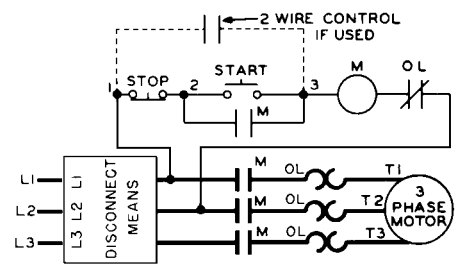 2 WIRE CONTROL
IF USED
M
OL
1
STOP
2
START
3
M
L1
L1
L2
L2
L3
L3
DISCONNECT
MEANS
M
OL
T1
M
OL
T2
M
OL
T3
3
PHASE
MOTOR